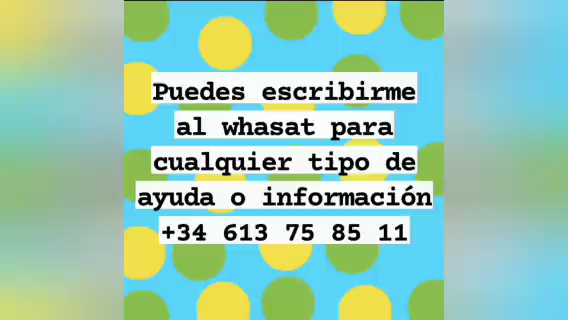 Puedes escribirme
al whasat para
cualquier tipo de
ayuda o información
+34 613 75 85 11